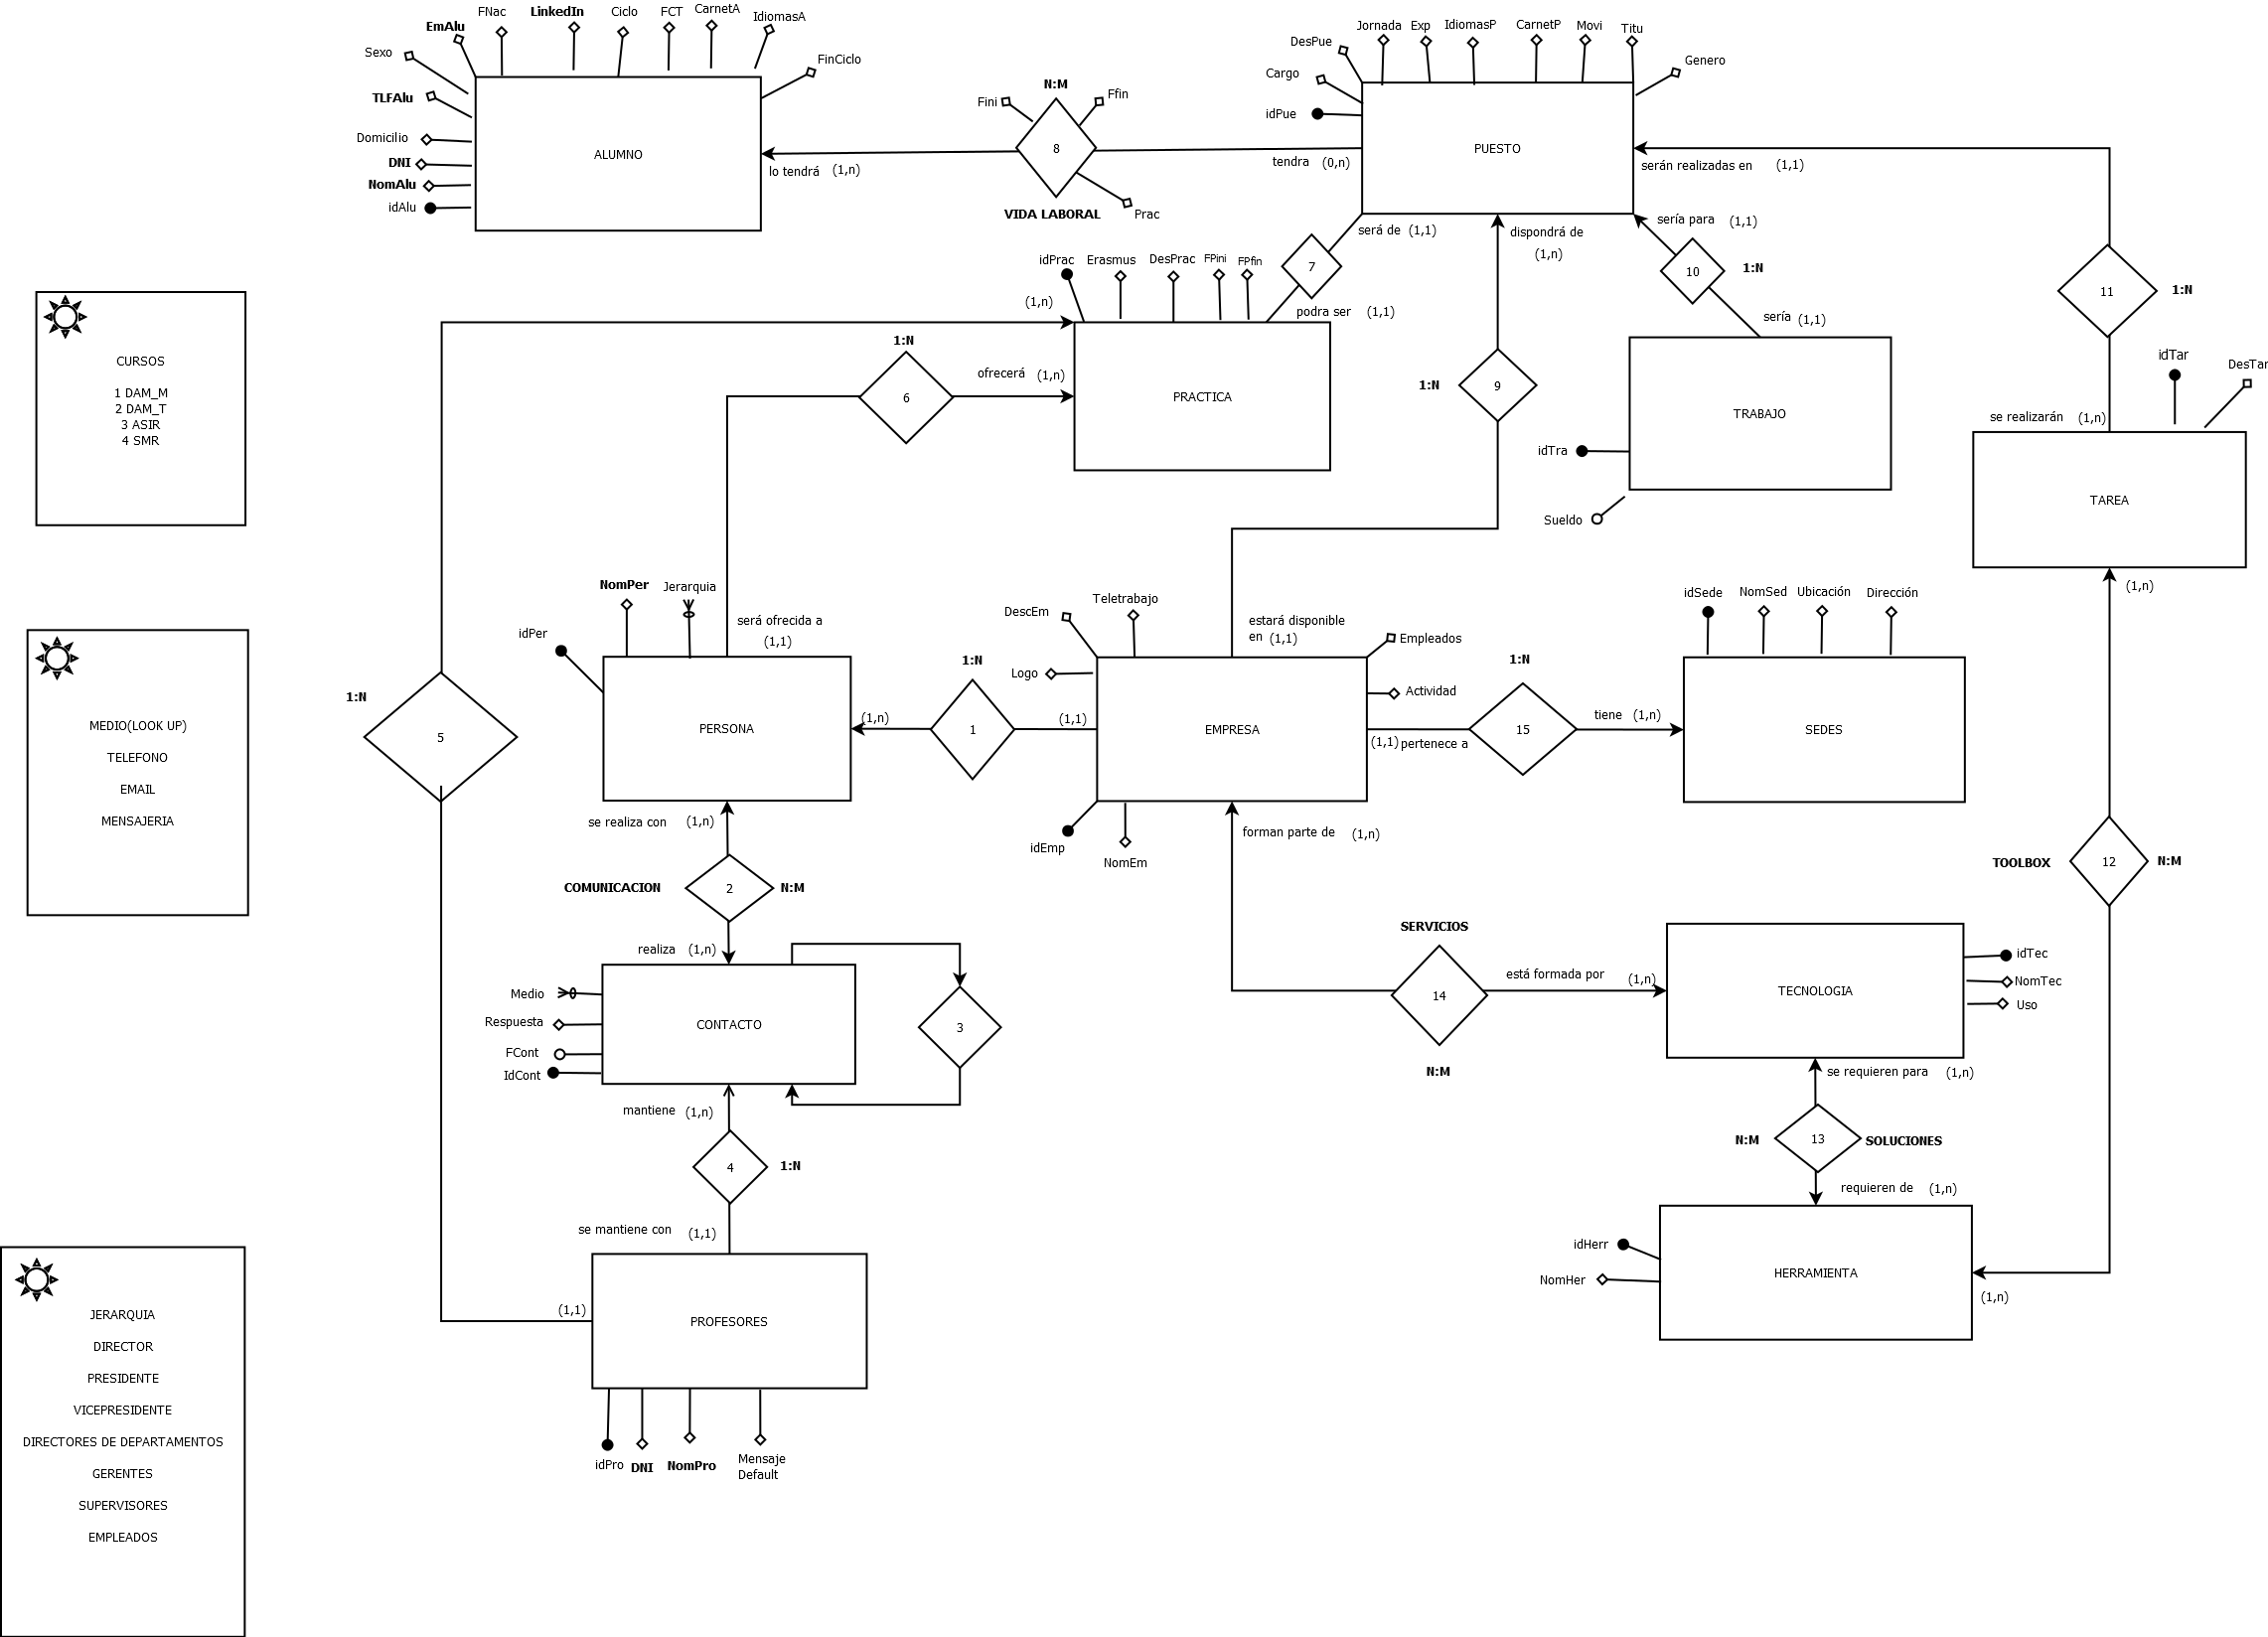 EmAlu
FNac
LinkedIn
Ciclo
FCT
CarnetA
IdiomasA
FinCiclo
Sexo
TLFAlu
Domicilio
DNI
NomAlu
idAlu
ALUMNO
lo tendrá (1,n)
N:M
Fini
Ffin
8
Prac
VIDA LABORAL
tendra (0,n)
DesPue
Jornada
Exp
IdiomasP
CarnetP
Movi
Titu
Genero
Cargo
idPue
PUESTO
serán realizadas en (1,1)
sería para (1,1)
será de (1,1)
dispondrá de
(1,n)
7
10
1:N
11
1:N
podra ser (1,1)
sería (1,1)
idPrac
Erasmus
DesPrac
FPini
FPfin
(1,n)
1:N
6
ofrecerá (1,n)
PRACTICA
1:N
9
TRABAJO
idTra
Sueldo
idTar
DesTar
se realizarán (1,n)
TAREA
(1,n)
CURSOS
1 DAM_M
2 DAM_T
3 ASIR
4 SMR
MEDIO(LOOK UP)
TELEFONO
EMAIL
MENSAJERIA
1:N
5
NomPer
Jerarquia
idPer
será ofrecida a
(1,1)
PERSONA
(1,n)
1:N
1
(1,1)
DescEm
Teletrabajo
Logo
estará disponible
en (1,1)
Empleados
Actividad
EMPRESA
idEmp
NomEm
(1,1) pertenece a
1:N
15
tiene (1,n)
idSede
NomSed
Ubicación
Dirección
SEDES
se realiza con (1,n)
COMUNICACION
2
N:M
realiza (1,n)
forman parte de (1,n)
TOOLBOX
12
N:M
SERVICIOS
14
N:M
está formada por (1,n)
TECNOLOGIA
idTec
NomTec
Uso
Medio
Respuesta
FCont
IdCont
CONTACTO
3
mantiene (1,n)
4
1:N
se mantiene con (1,1)
se requieren para (1,n)
N:M
13
SOLUCIONES
requieren de (1,n)
idHerr
NomHer
HERRAMIENTA
(1,n)
(1,1)
PROFESORES
idPro
DNI
NomPro
Mensaje
Default
JERARQUIA
DIRECTOR
PRESIDENTE
VICEPRESIDENTE
DIRECTORES DE DEPARTAMENTOS
GERENTES
SUPERVISORES
EMPLEADOS